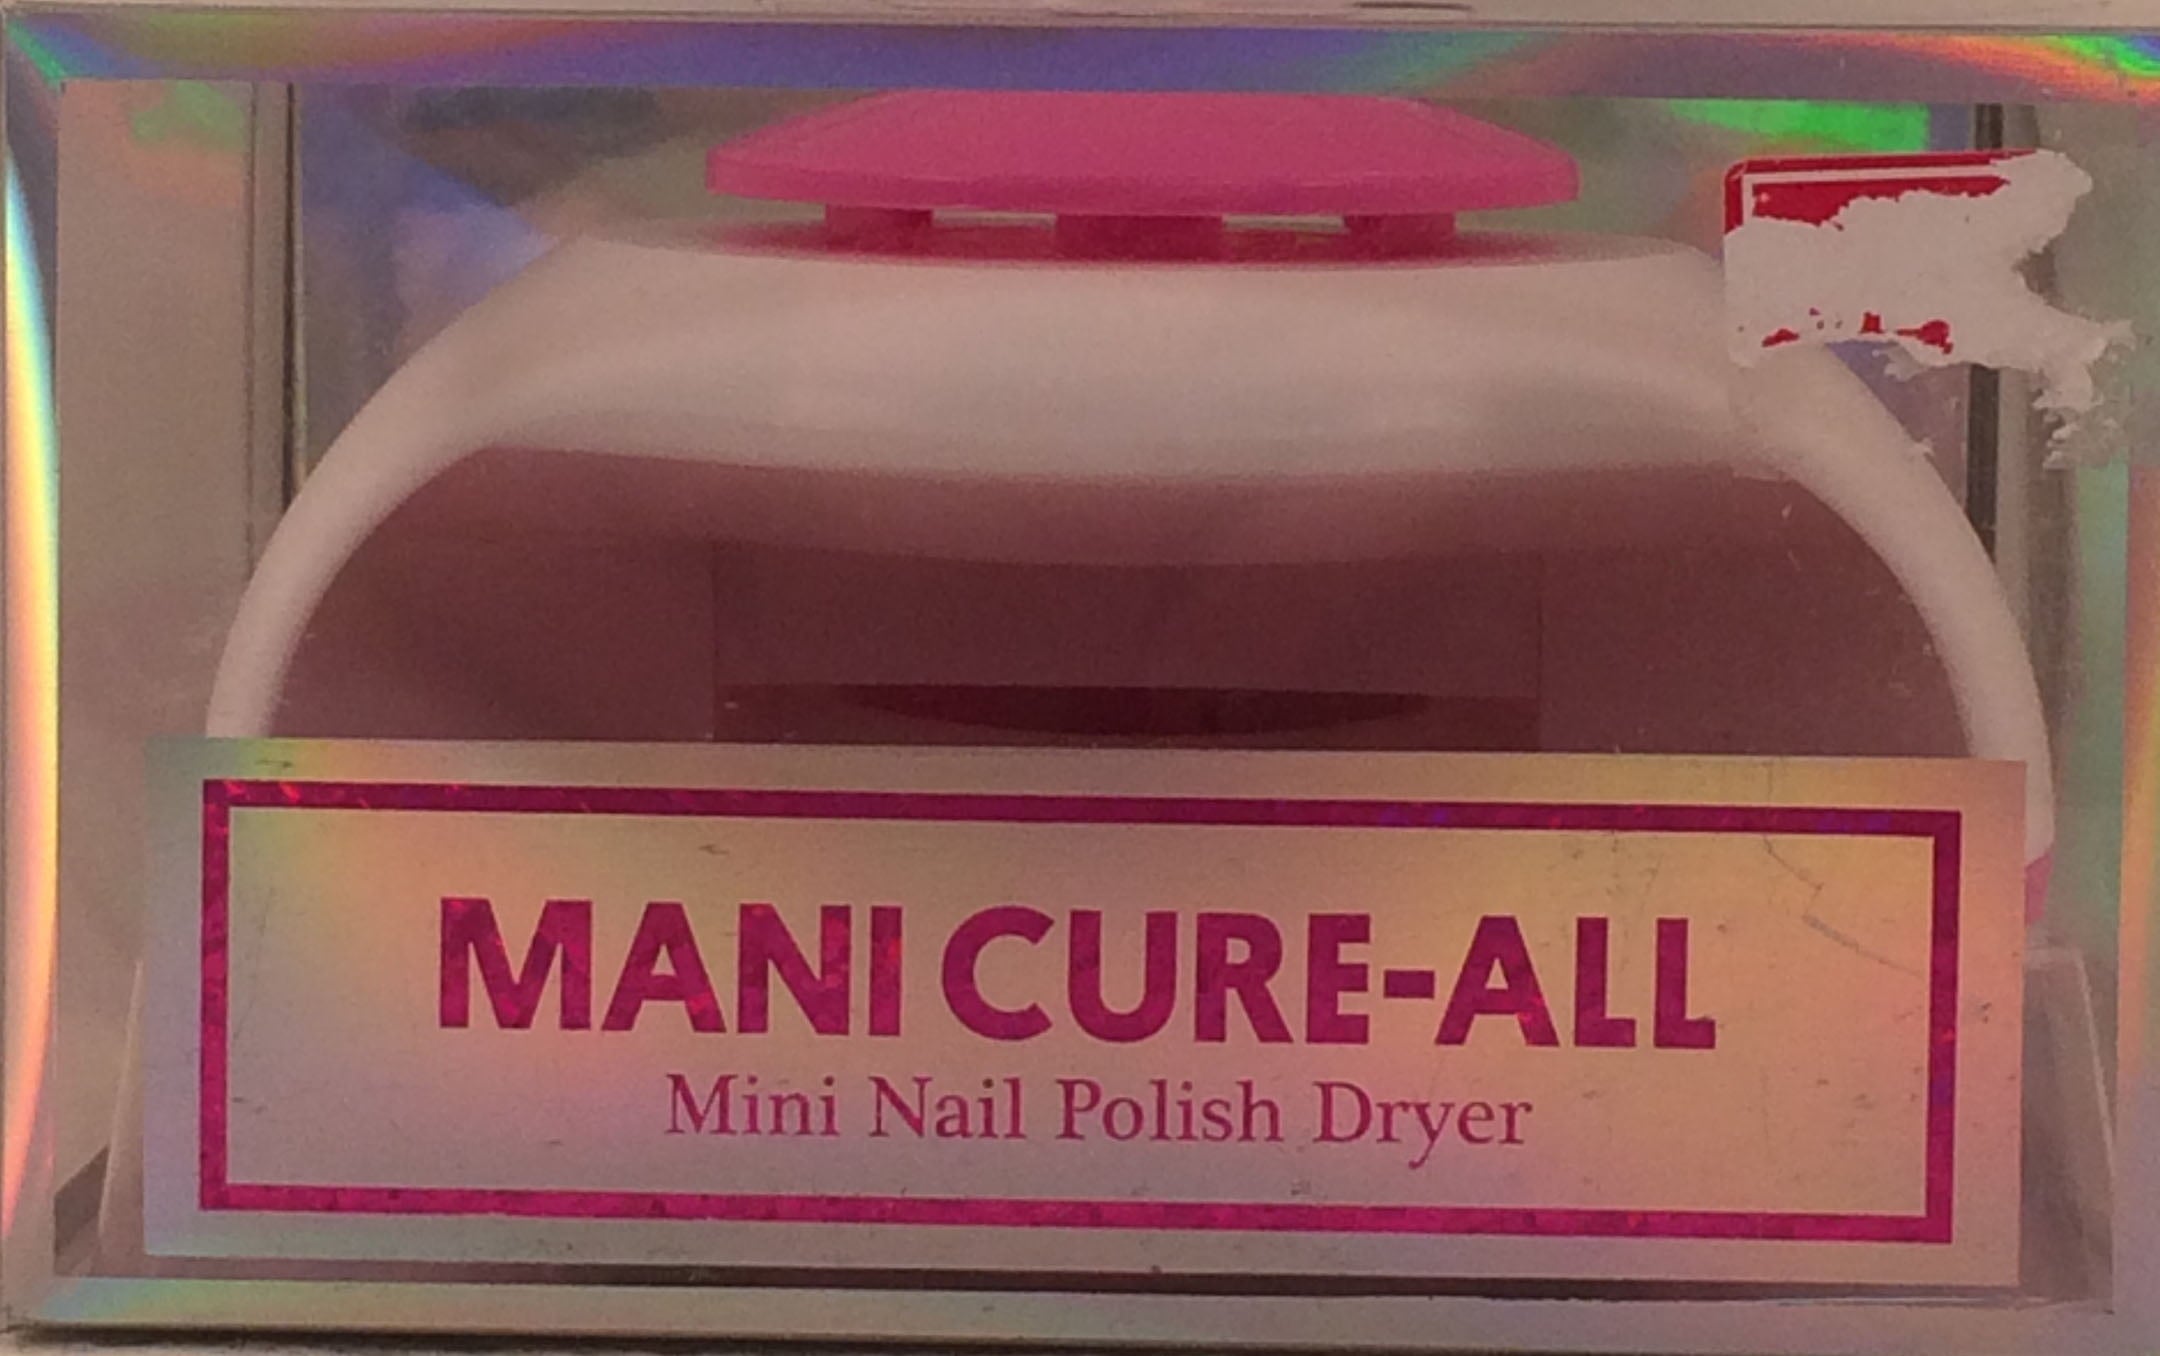 MANI CURE-ALL
Mini Nail Polish Dryer